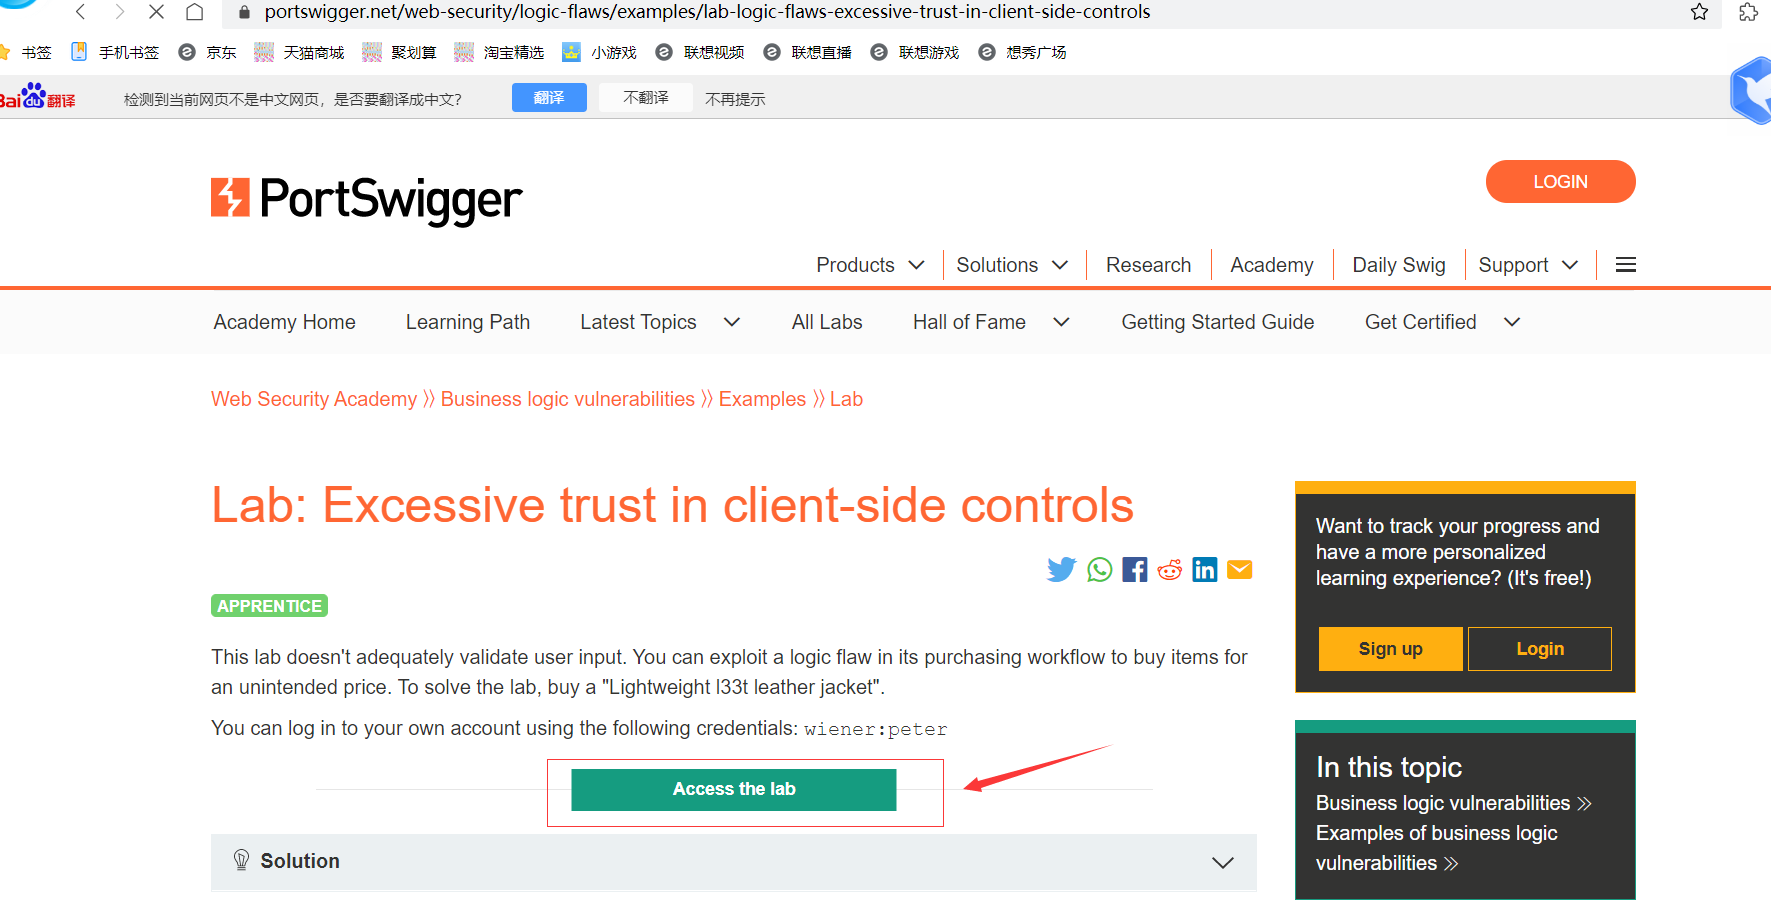 portswigger.net/web-security/logic-flaws/examples/lab-logic-flaws-excessive-trust-in-client-side-controls
书签 手机书签 京东 天猫商城 聚划算 淘宝精选 小游戏 联想视频 联想直播 联想游戏 想秀广场
Bai du 翻译 检测到当前网页不是中文网页，是否要翻译成中文? 翻译 不翻译 不再提示
PortSwigger
LOGIN
Products Solutions Research Academy Daily Swig Support
Academy Home Learning Path Latest Topics All Labs Hall of Fame Getting Started Guide Get Certified
Web Security Academy » Business logic vulnerabilities » Examples » Lab
Lab: Excessive trust in client-side controls
APPRENTICE
This lab doesn't adequately validate user input. You can exploit a logic flaw in its purchasing workflow to buy items for
an unintended price. To solve the lab, buy a "Lightweight l33t leather jacket".
You can log in to your own account using the following credentials: wiener:peter
Access the lab
Solution
Want to track your progress and
have a more personalized
learning experience? (It's free!)
Sign up Login
In this topic
Business logic vulnerabilities »
Examples of business logic
vulnerabilities »